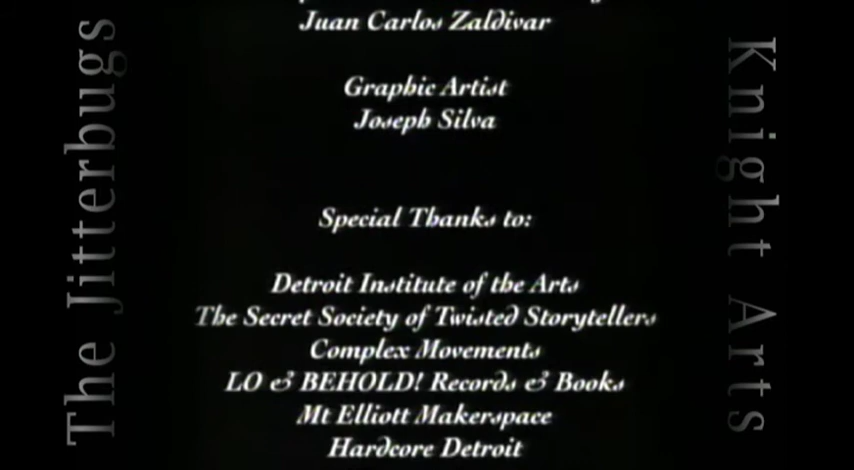 The Jitterbugs
Juan Carlos Zaldivar
Graphic Artist
Joseph Silva
Special Thanks to:
Detroit Institute of the Arts
The Secret Society of Twisted Storytellers
Complex Movements
LO & BEHOLD! Records & Books
Mt Elliott Makerspace
Hardcore Detroit
Knight Arts